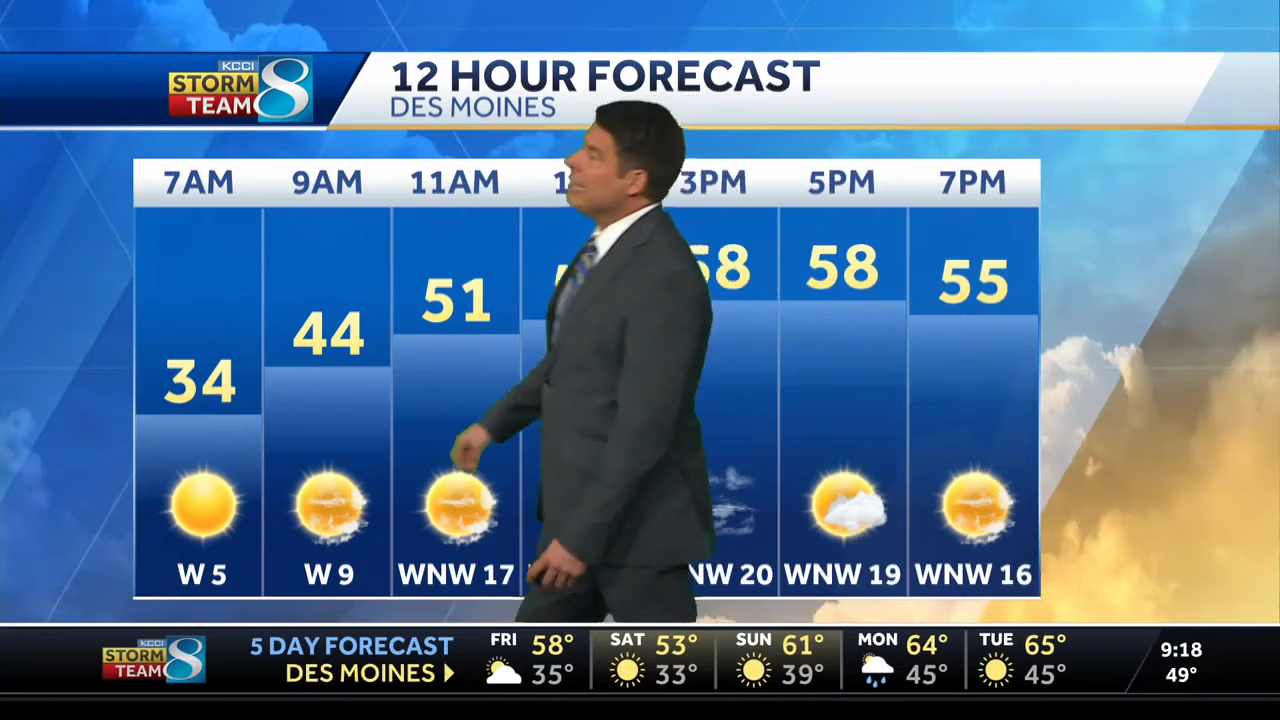 KCCI
STORM
TEAM 8
12 HOUR FORECAST
DES MOINES
7AM 9AM 11AM 3PM 5PM 7PM
34 44 51 58 58 55
W 5 W 9 WNW 17 NW 20 WNW 19 WNW 16
KCCI
STORM
TEAM 8
5 DAY FORECAST
DES MOINES
FRI 58° 35°
SAT 53° 33°
SUN 61° 39°
MON 64° 45°
TUE 65° 45°
9:18
49°